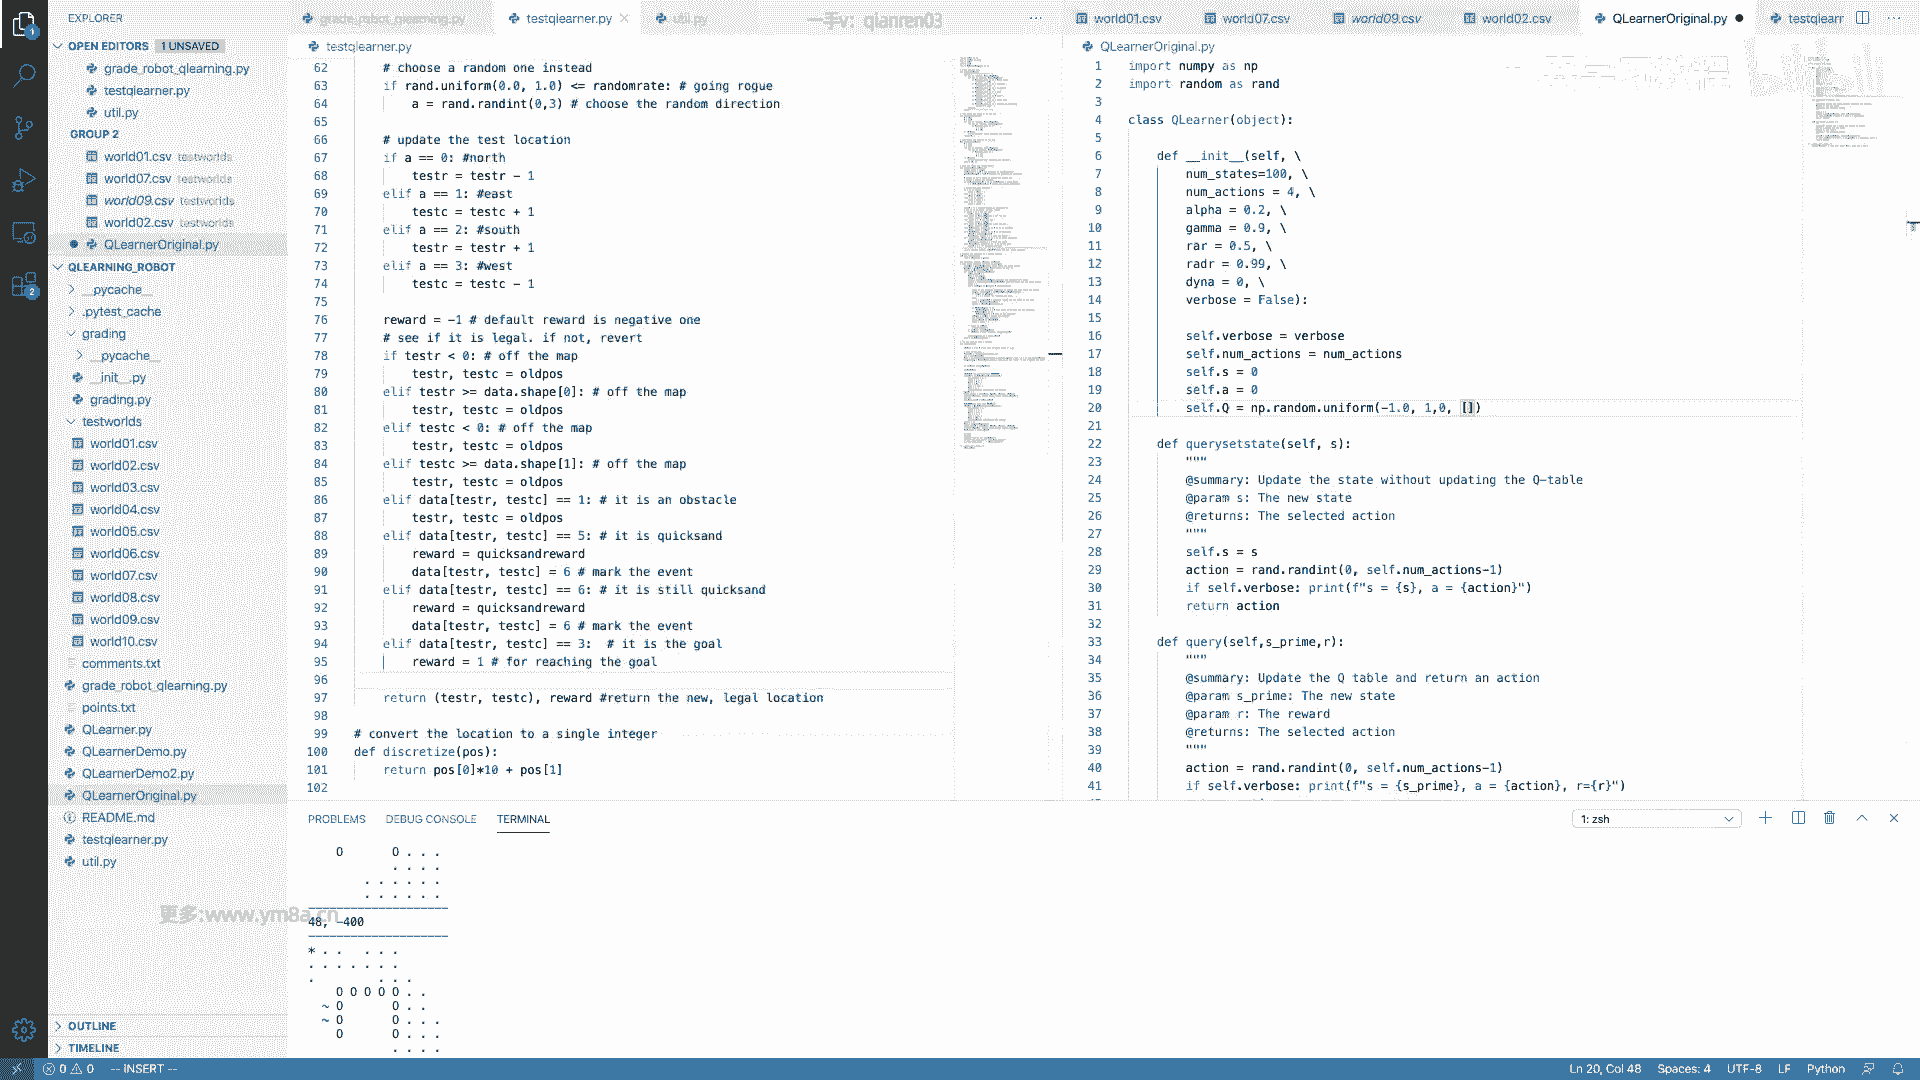 EXPLORER
OPEN EDITORS 1 UNSAVED
grade_robot_qlearning.py
testqlearner.py
util.py
GROUP 2
world01.csv testworlds
world07.csv testworlds
world09.csv testworlds
world02.csv testworlds
QLearnerOriginal.py
QLEARNING_ROBOT
__pycache__
.pytest_cache
grading
__pycache__
__init__.py
grading.py
testworlds
world01.csv
world02.csv
world03.csv
world04.csv
world05.csv
world06.csv
world07.csv
world08.csv
world09.csv
world10.csv
comments.txt
grade_robot_qlearning.py
points.txt
QLearner.py
QLearnerDemo.py
QLearnerDemo2.py
QLearnerOriginal.py
README.md
testqlearner.py
util.py
OUTLINE
TIMELINE
grade_robot_qlearning.py
testqlearner.py
util.py
一手v: qianren03
testqlearner.py
62 # choose a random one instead
63 if rand.uniform(0.0, 1.0) <= randomrate: # going rogue
64 a = rand.randint(0,3) # choose the random direction
65
66 # update the test location
67 if a == 0: #north
68 testr = testr - 1
69 elif a == 1: #east
70 testc = testc + 1
71 elif a == 2: #south
72 testr = testr + 1
73 elif a == 3: #west
74 testc = testc - 1
75
76 reward = -1 # default reward is negative one
77 # see if it is legal. if not, revert
78 if testr < 0: # off the map
79 testr, testc = oldpos
80 elif testr >= data.shape[0]: # off the map
81 testr, testc = oldpos
82 elif testc < 0: # off the map
83 testr, testc = oldpos
84 elif testc >= data.shape[1]: # off the map
85 testr, testc = oldpos
86 elif data[testr, testc] == 1: # it is an obstacle
87 testr, testc = oldpos
88 elif data[testr, testc] == 5: # it is quicksand
89 reward = quicksandreward
90 data[testr, testc] = 6 # mark the event
91 elif data[testr, testc] == 6: # it is still quicksand
92 reward = quicksandreward
93 data[testr, testc] = 6 # mark the event
94 elif data[testr, testc] == 3:  # it is the goal
95 reward = 1 # for reaching the goal
96
97 return (testr, testc), reward #return the new, legal location
98
99 # convert the location to a single integer
100 def discretize(pos):
101 return pos[0]*10 + pos[1]
102
world01.csv
world07.csv
world09.csv
world02.csv
QLearnerOriginal.py
testqlearr
QLearnerOriginal.py
1 import numpy as np
2 import random as rand
3
4 class QLearner(object):
5
6 def __init__(self, \
7 num_states=100, \
8 num_actions = 4, \
9 alpha = 0.2, \
10 gamma = 0.9, \
11 rar = 0.5, \
12 radr = 0.99, \
13 dyna = 0, \
14 verbose = False):
15
16 self.verbose = verbose
17 self.num_actions = num_actions
18 self.s = 0
19 self.a = 0
20 self.Q = np.random.uniform(-1.0, 1,0, [])
21
22 def querysetstate(self, s):
23 """
24 @summary: Update the state without updating the Q-table
25 @param s: The new state
26 @returns: The selected action
27 """
28 self.s = s
29 action = rand.randint(0, self.num_actions-1)
30 if self.verbose: print(f"s = {s}, a = {action}")
31 return action
32
33 def query(self,s_prime,r):
34 """
35 @summary: Update the Q table and return an action
36 @param s_prime: The new state
37 @param r: The reward
38 @returns: The selected action
39 """
40 action = rand.randint(0, self.num_actions-1)
41 if self.verbose: print(f"s = {s_prime}, a = {action}, r={r}")
PROBLEMS DEBUG CONSOLE TERMINAL
1: zsh
O O . . .
. . . .
. . . . . .
. . . . . .
--------------------
48, -400
--------------------
* . . . . .
. . . . . . .
. . . .
O O O O O . .
~ O O . .
~ O O . . .
O O . . .
. . . .
更多:www.ym8a.cn
0 0 -- INSERT --
Ln 20, Col 48 Spaces: 4 UTF-8 LF Python